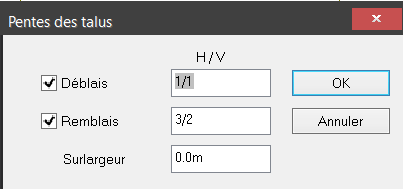 Pentes des talus
H / V
Déblais 1/1 OK
Remblais 3/2 Annuler
Surlargeur 0.0m